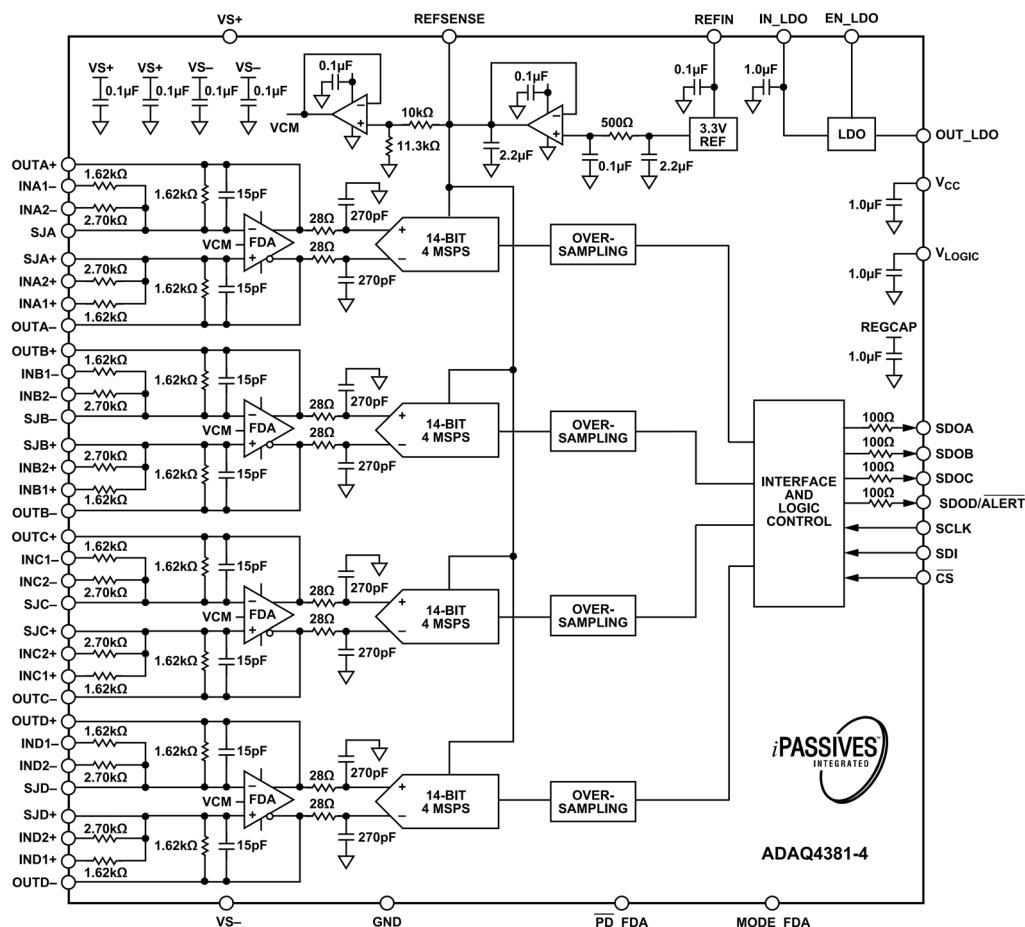 VS+
REFSENSE
REFIN
IN_LDO
EN_LDO
VS+
VS+
VS–
VS–
0.1µF
0.1µF
0.1µF
0.1µF
0.1µF
VCM
10kΩ
11.3kΩ
0.1µF
2.2µF
500Ω
0.1µF
2.2µF
0.1µF
3.3V
REF
1.0µF
LDO
OUT_LDO
VCC
1.0µF
VLOGIC
1.0µF
REGCAP
1.0µF
OUTA+
INA1–
INA2–
SJA
SJA+
INA2+
INA1+
OUTA–
1.62kΩ
2.70kΩ
2.70kΩ
1.62kΩ
1.62kΩ
15pF
1.62kΩ
15pF
VCM
FDA
28Ω
28Ω
270pF
270pF
14-BIT
4 MSPS
OVER-
SAMPLING
OUTB+
INB1–
INB2–
SJB–
SJB+
INB2+
INB1+
OUTB–
1.62kΩ
2.70kΩ
2.70kΩ
1.62kΩ
1.62kΩ
15pF
1.62kΩ
15pF
VCM
FDA
28Ω
28Ω
270pF
270pF
14-BIT
4 MSPS
OVER-
SAMPLING
OUTC+
INC1–
INC2–
SJC–
SJC+
INC2+
INC1+
OUTC–
1.62kΩ
2.70kΩ
2.70kΩ
1.62kΩ
1.62kΩ
15pF
1.62kΩ
15pF
VCM
FDA
28Ω
28Ω
270pF
270pF
14-BIT
4 MSPS
OVER-
SAMPLING
OUTD+
IND1–
IND2–
SJD–
SJD+
IND2+
IND1+
OUTD–
1.62kΩ
2.70kΩ
2.70kΩ
1.62kΩ
1.62kΩ
15pF
1.62kΩ
15pF
VCM
FDA
28Ω
28Ω
270pF
270pF
14-BIT
4 MSPS
OVER-
SAMPLING
INTERFACE
AND
LOGIC
CONTROL
100Ω
SDOA
100Ω
SDOB
100Ω
SDOC
100Ω
SDOD/ALERT
SCLK
SDI
CS
iPASSIVES™
INTEGRATED
ADAQ4381-4
VS–
GND
PD_FDA
MODE_FDA